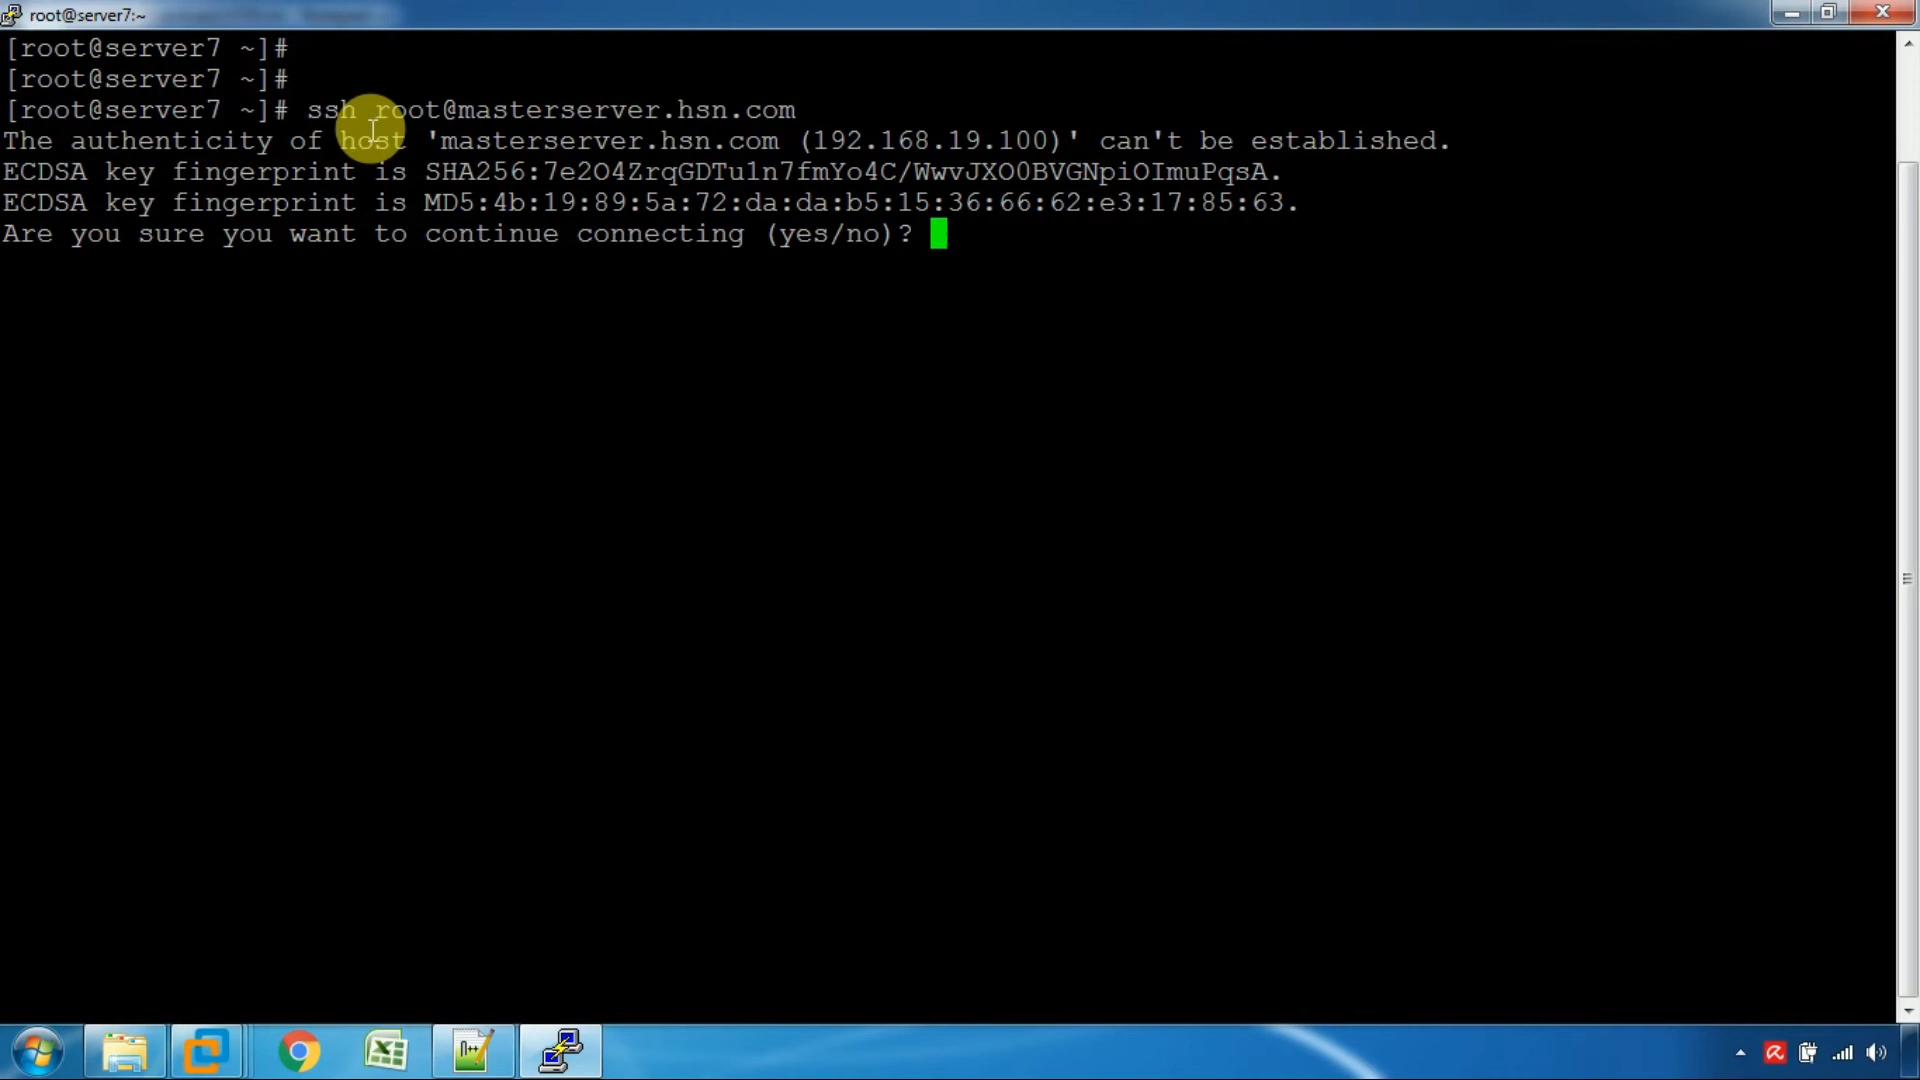 root@server7:~
[root@server7 ~]#
[root@server7 ~]#
[root@server7 ~]# ssh root@masterserver.hsn.com
The authenticity of host 'masterserver.hsn.com (192.168.19.100)' can't be established.
ECDSA key fingerprint is SHA256:7e2O4ZrqGDTu1n7fmYo4C/WwvJXO0BVGNpiOImuPqsA.
ECDSA key fingerprint is MD5:4b:19:89:5a:72:da:da:b5:15:36:66:62:e3:17:85:63.
Are you sure you want to continue connecting (yes/no)?